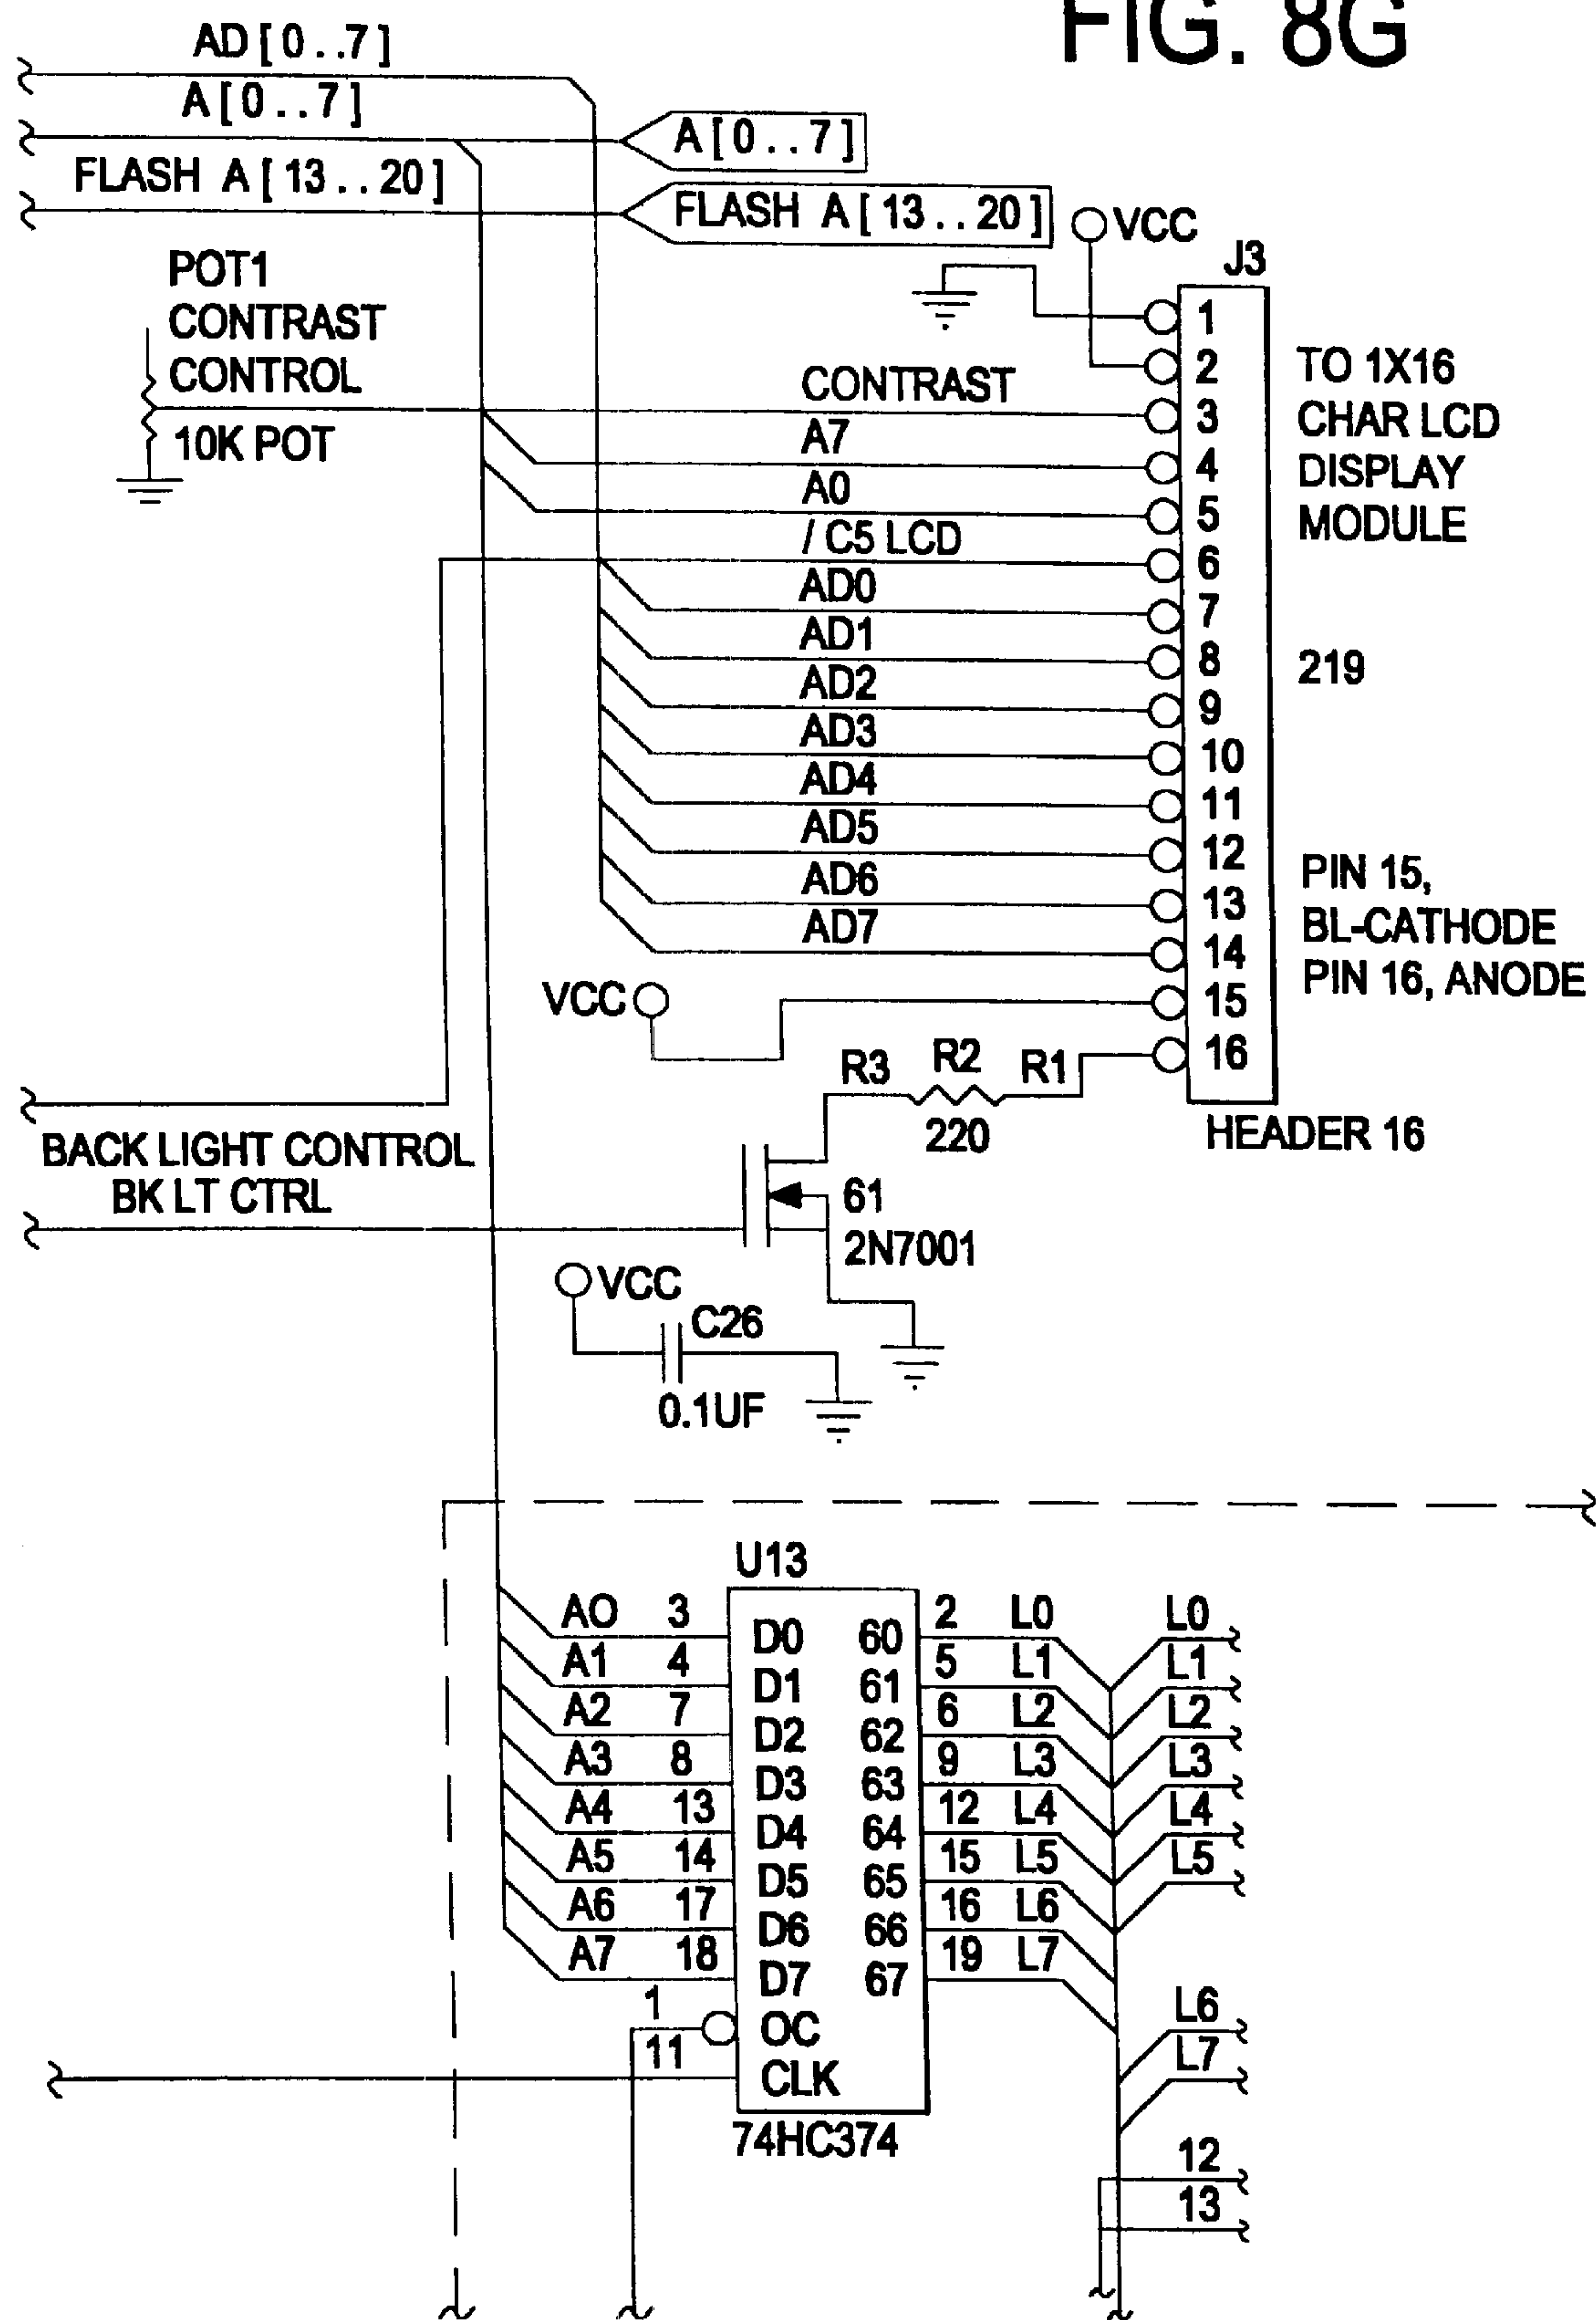 FIG. 8G
AD [ 0 . . 7 ]
A [ 0 . . 7 ]
A [ 0 . . 7 ]
FLASH A [ 13 . . 20 ]
FLASH A [ 13 . . 20 ]
VCC
J3
POT1
CONTRAST
CONTROL
10K POT
1
2
CONTRAST
3
A7
4
A0
5
/ C5 LCD
6
AD0
7
AD1
8
AD2
9
AD3
10
AD4
11
AD5
12
AD6
13
AD7
14
VCC
15
16
TO 1X16
CHAR LCD
DISPLAY
MODULE
219
PIN 15,
BL-CATHODE
PIN 16, ANODE
R3
R2
R1
220
HEADER 16
BACK LIGHT CONTROL
BK LT CTRL
61
2N7001
VCC
C26
0.1UF
U13
AO 3 D0 60 2 L0 L0
A1 4 D1 61 5 L1 L1
A2 7 D2 62 6 L2 L2
A3 8 D3 63 9 L3 L3
A4 13 D4 64 12 L4 L4
A5 14 D5 65 15 L5 L5
A6 17 D6 66 16 L6
A7 18 D7 67 19 L7
1 OC
L6
11 CLK
L7
74HC374
12
13